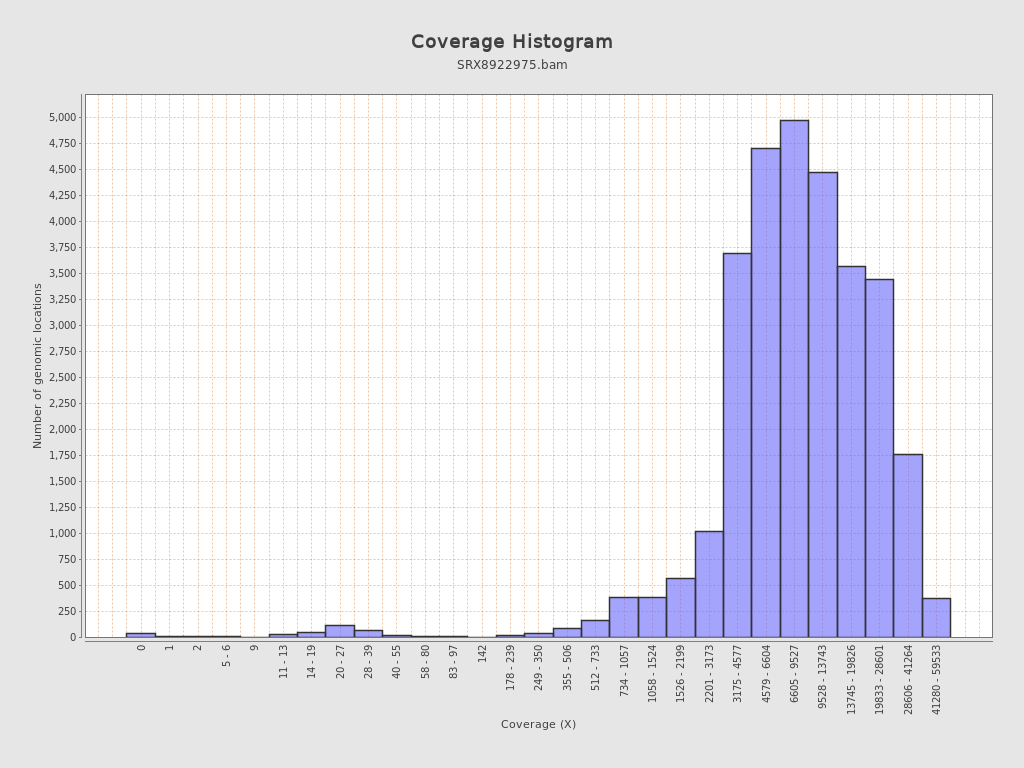 Coverage Histogram
SRX8922975.bam
Number of genomic locations
5,000
4,750
4,500
4,250
4,000
3,750
3,500
3,250
3,000
2,750
2,500
2,250
2,000
1,750
1,500
1,250
1,000
750
500
250
0
0
1
2
5 - 6
9
11 - 13
14 - 19
20 - 27
28 - 39
40 - 55
58 - 80
83 - 97
142
178 - 239
249 - 350
355 - 506
512 - 733
734 - 1057
1058 - 1524
1526 - 2199
2201 - 3173
3175 - 4577
4579 - 6604
6605 - 9527
9528 - 13743
13745 - 19826
19833 - 28601
28606 - 41264
41280 - 59533
Coverage (X)